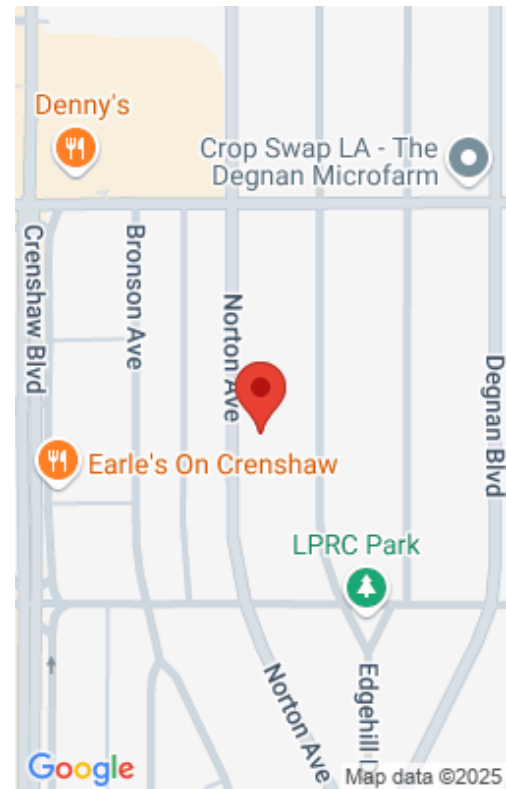 Denny's
Crop Swap LA - The
Degnan Microfarm
Crenshaw Blvd
Bronson Ave
Norton Ave
Degnan Blvd
Earle's On Crenshaw
LPRC Park
Norton Ave
Edgehill D
Google
Map data ©2025